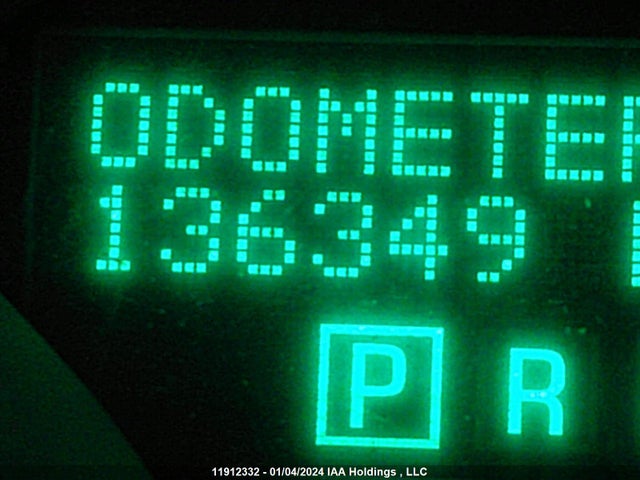 ODOMETE
136349
P R
11912332 - 01/04/2024 IAA Holdings , LLC